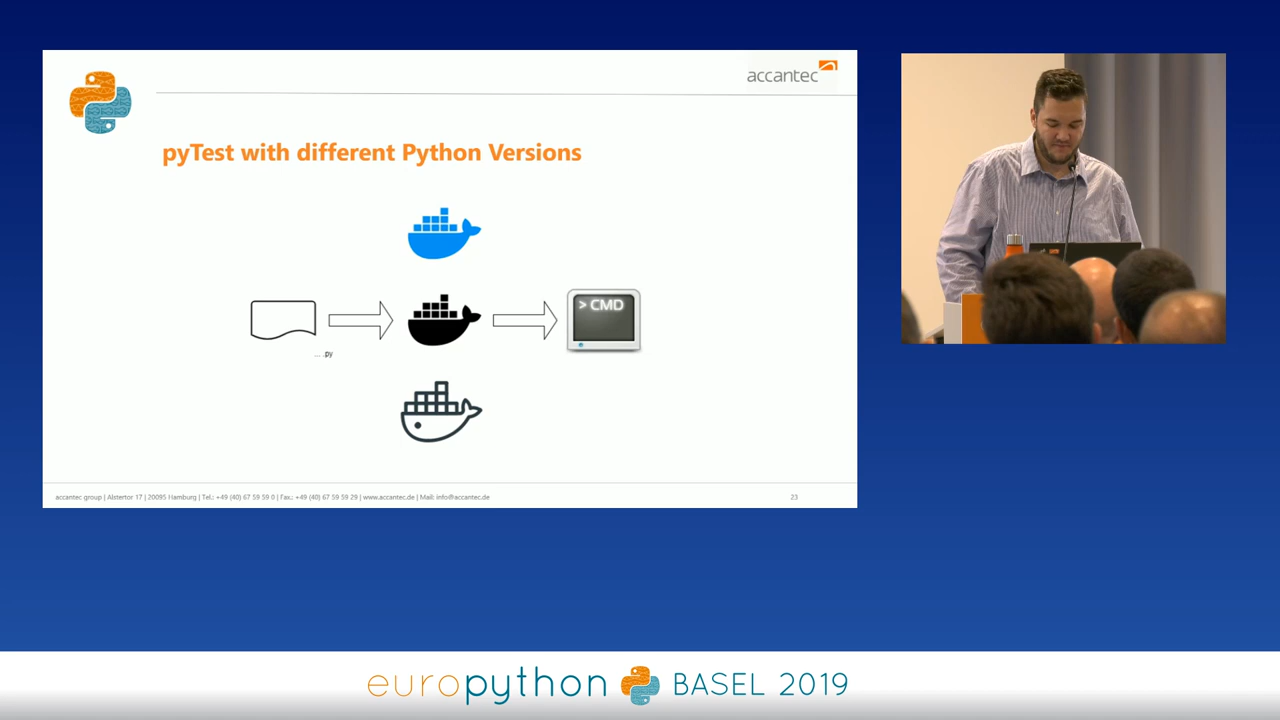 accantec
pyTest with different Python Versions
> CMD
... .py
accantec group | Alstertor 17 | 20095 Hamburg | Tel.: +49 (40) 67 59 59 0 | Fax.: +49 (40) 67 59 59 29 | www.accantec.de | Mail: info@accantec.de
23
europython BASEL 2019